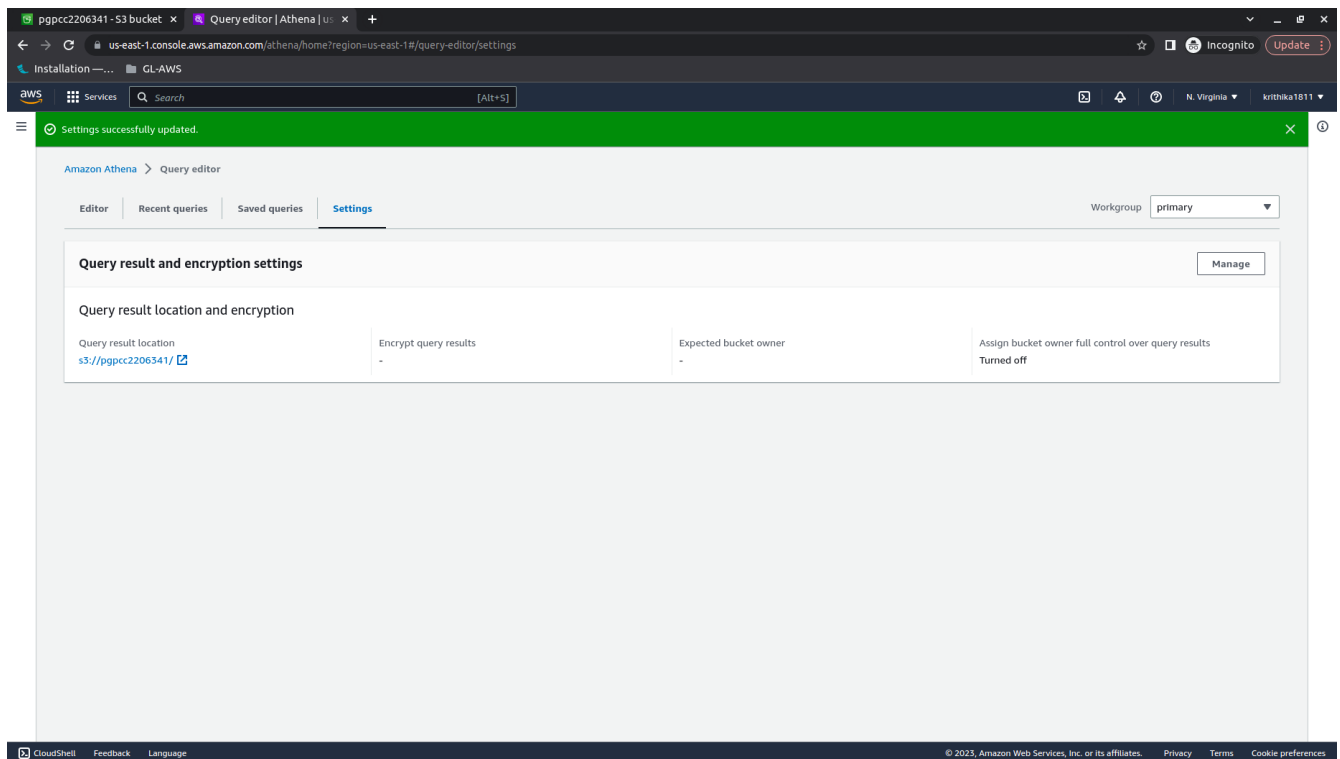 pgpcc2206341 - S3 bucket
Query editor | Athena | us
us-east-1.console.aws.amazon.com/athena/home?region=us-east-1#/query-editor/settings
Incognito
Update
Installation —...
GL-AWS
aws
Services
Search
[Alt+S]
N. Virginia
krithika1811
Settings successfully updated.
Amazon Athena
Query editor
Editor
Recent queries
Saved queries
Settings
Workgroup
primary
Query result and encryption settings
Manage
Query result location and encryption
Query result location
s3://pgpcc2206341/
Encrypt query results
-
Expected bucket owner
-
Assign bucket owner full control over query results
Turned off
CloudShell
Feedback
Language
© 2023, Amazon Web Services, Inc. or its affiliates.
Privacy
Terms
Cookie preferences